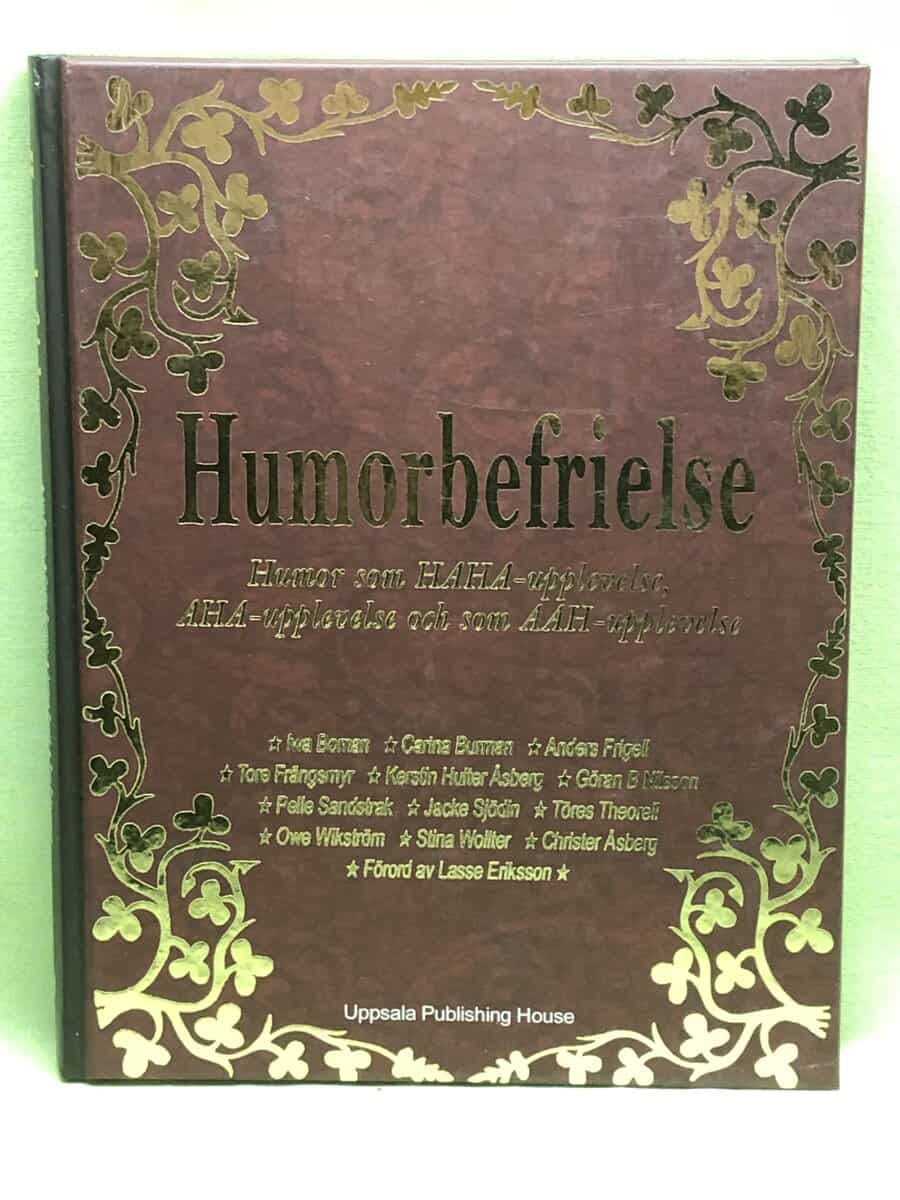 Humorbefrielse
Humor som HAHA-upplevelse,
AHA-upplevelse och som AAH-upplevelse
☆ Iwa Boman ☆ Carina Burman ☆ Anders Frigell
☆ Tore Frängsmyr ☆ Kerstin Hulter Åsberg ☆ Göran B Nilsson
☆ Pelle Sandstrak ☆ Jacke Sjödin ☆ Töres Theorell
☆ Owe Wikström ☆ Stina Wollter ☆ Christer Åsberg
★ Förord av Lasse Eriksson ★
Uppsala Publishing House